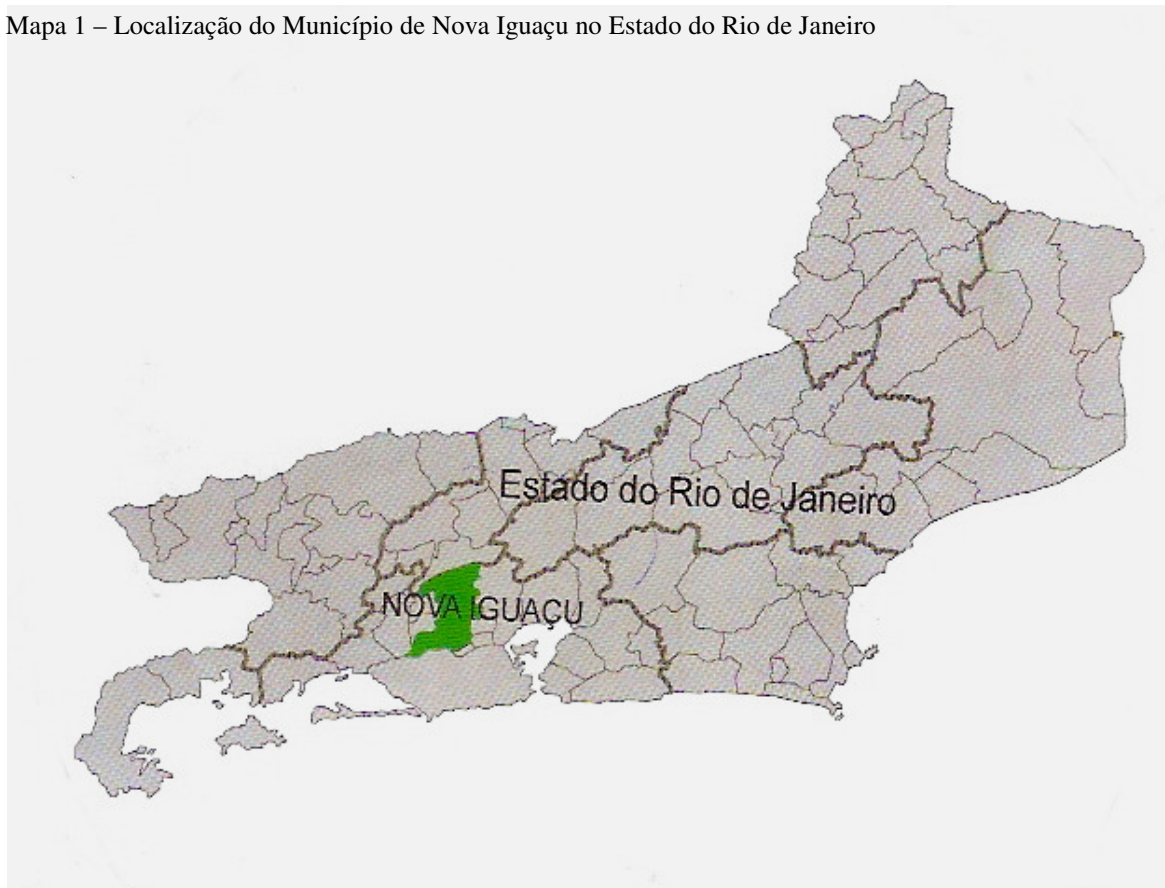 Mapa 1 – Localização do Município de Nova Iguaçu no Estado do Rio de Janeiro
Estado do Rio de Janeiro
NOVA IGUAÇU